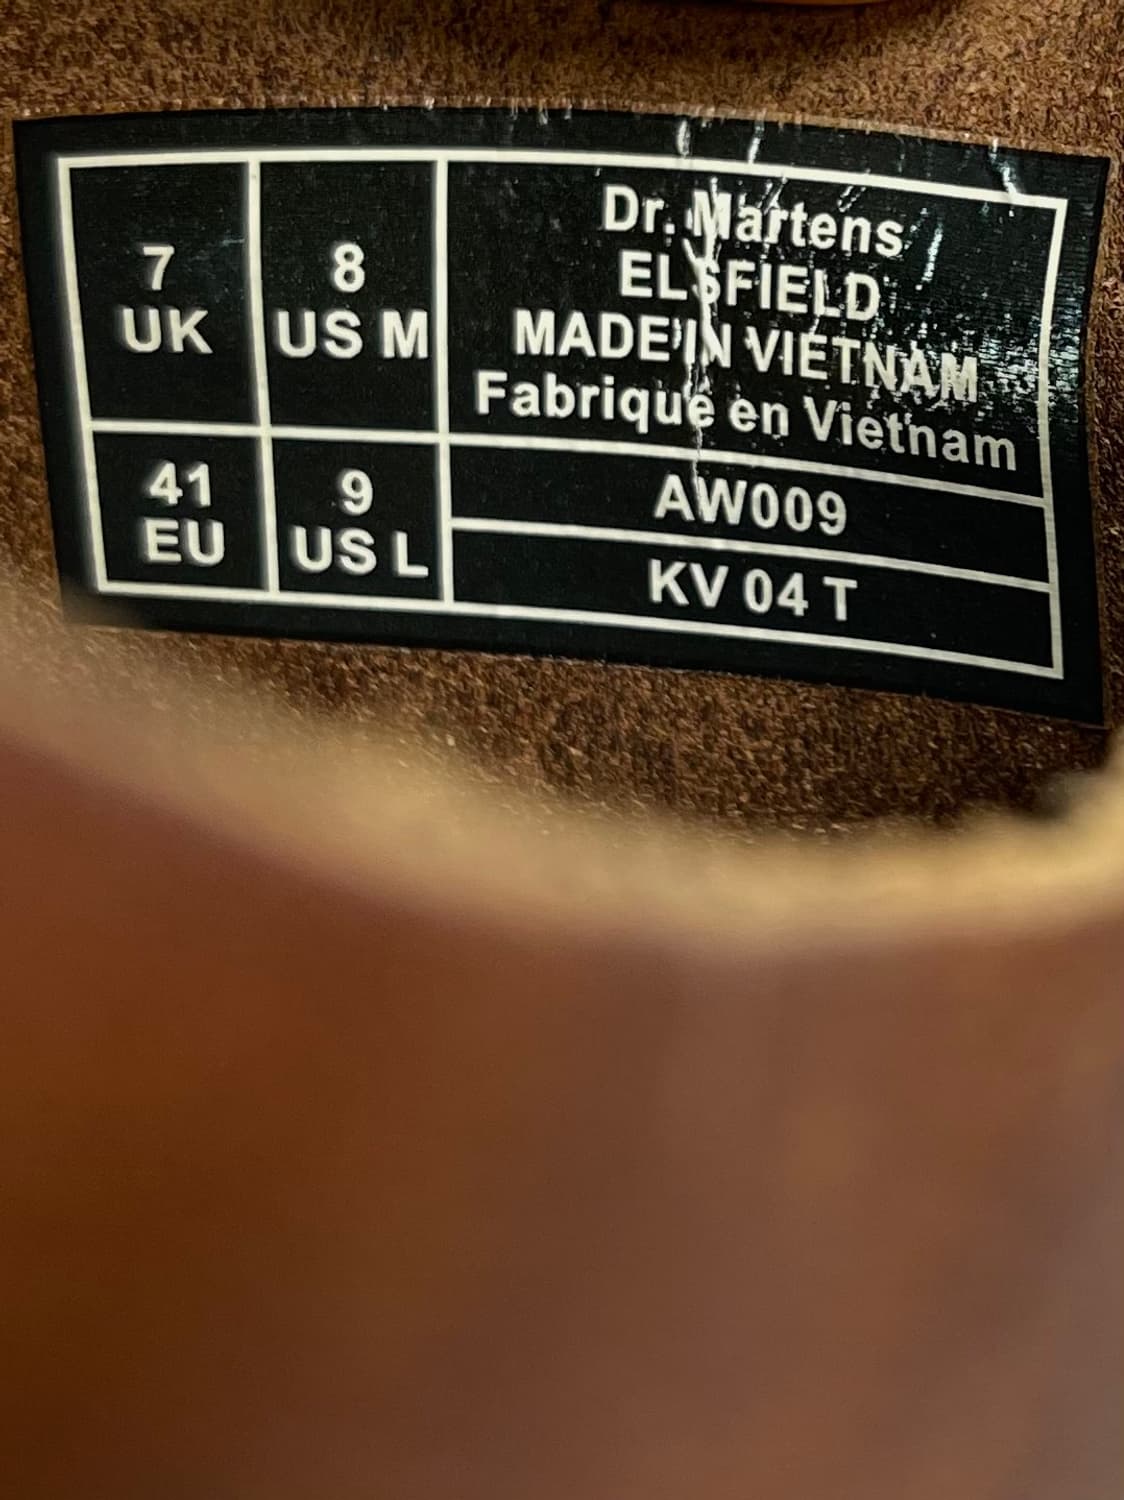 7
UK
8
US M
41
EU
9
US L
Dr. Martens
ELSFIELD
MADE IN VIETNAM
Fabriqué en Vietnam
AW009
KV 04 T